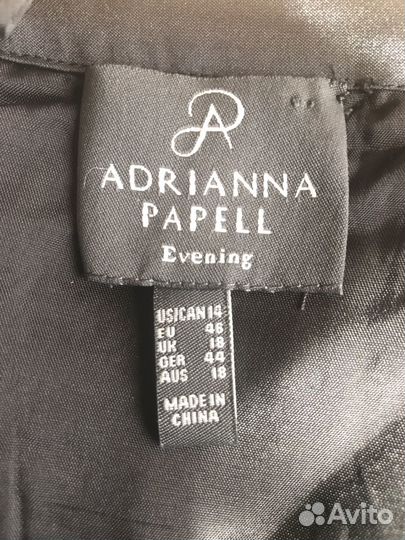 ADRIANNA
PAPELL
Evening
US/CAN 14
EU 46
UK 18
GER 44
AUS 18
MADE IN
CHINA
Avito